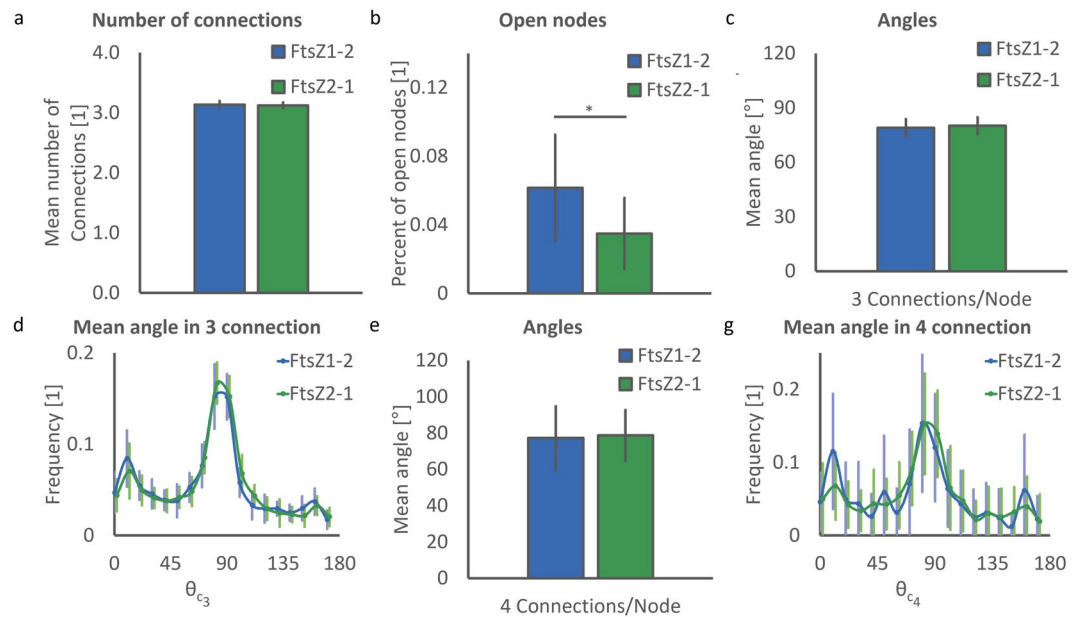 a
Number of connections
4.0
3.0
2.0
1.0
0.0
Mean number of
Connections [1]
FtsZ1-2
FtsZ2-1
b
Open nodes
0.12
0.08
0.04
0
Percent of open nodes [1]
FtsZ1-2
FtsZ2-1
*
c
Angles
120
90
60
30
0
Mean angle [°]
FtsZ1-2
FtsZ2-1
3 Connections/Node
d
Mean angle in 3 connection
0.2
0.1
0
Frequency [1]
FtsZ1-2
FtsZ2-1
0 45 90 135 180
θc3
e
Angles
120
100
80
60
40
20
0
Mean angle [°]
FtsZ1-2
FtsZ2-1
4 Connections/Node
g
Mean angle in 4 connection
0.2
0.1
0
Frequency [1]
FtsZ1-2
FtsZ2-1
0 45 90 135 180
θc4